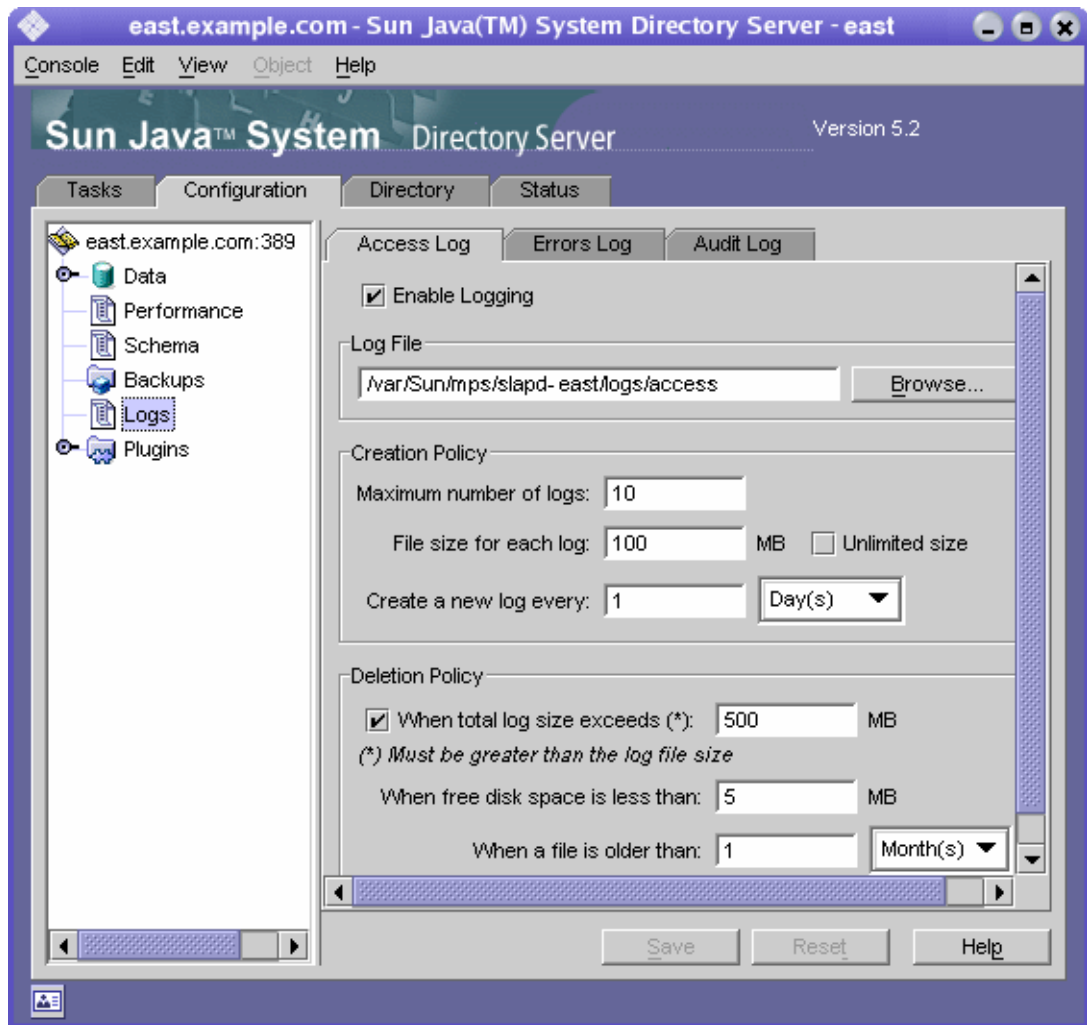 east.example.com - Sun Java(TM) System Directory Server - east
Console Edit View Object Help
Sun Java™ System Directory Server
Version 5.2
Tasks Configuration Directory Status
east.example.com:389
Data
Performance
Schema
Backups
Logs
Plugins
Access Log Errors Log Audit Log
Enable Logging
Log File
/var/Sun/mps/slapd-east/logs/access Browse...
Creation Policy
Maximum number of logs: 10
File size for each log: 100 MB Unlimited size
Create a new log every: 1 Day(s)
Deletion Policy
When total log size exceeds (*): 500 MB
(*) Must be greater than the log file size
When free disk space is less than: 5 MB
When a file is older than: 1 Month(s)
Save Reset Help